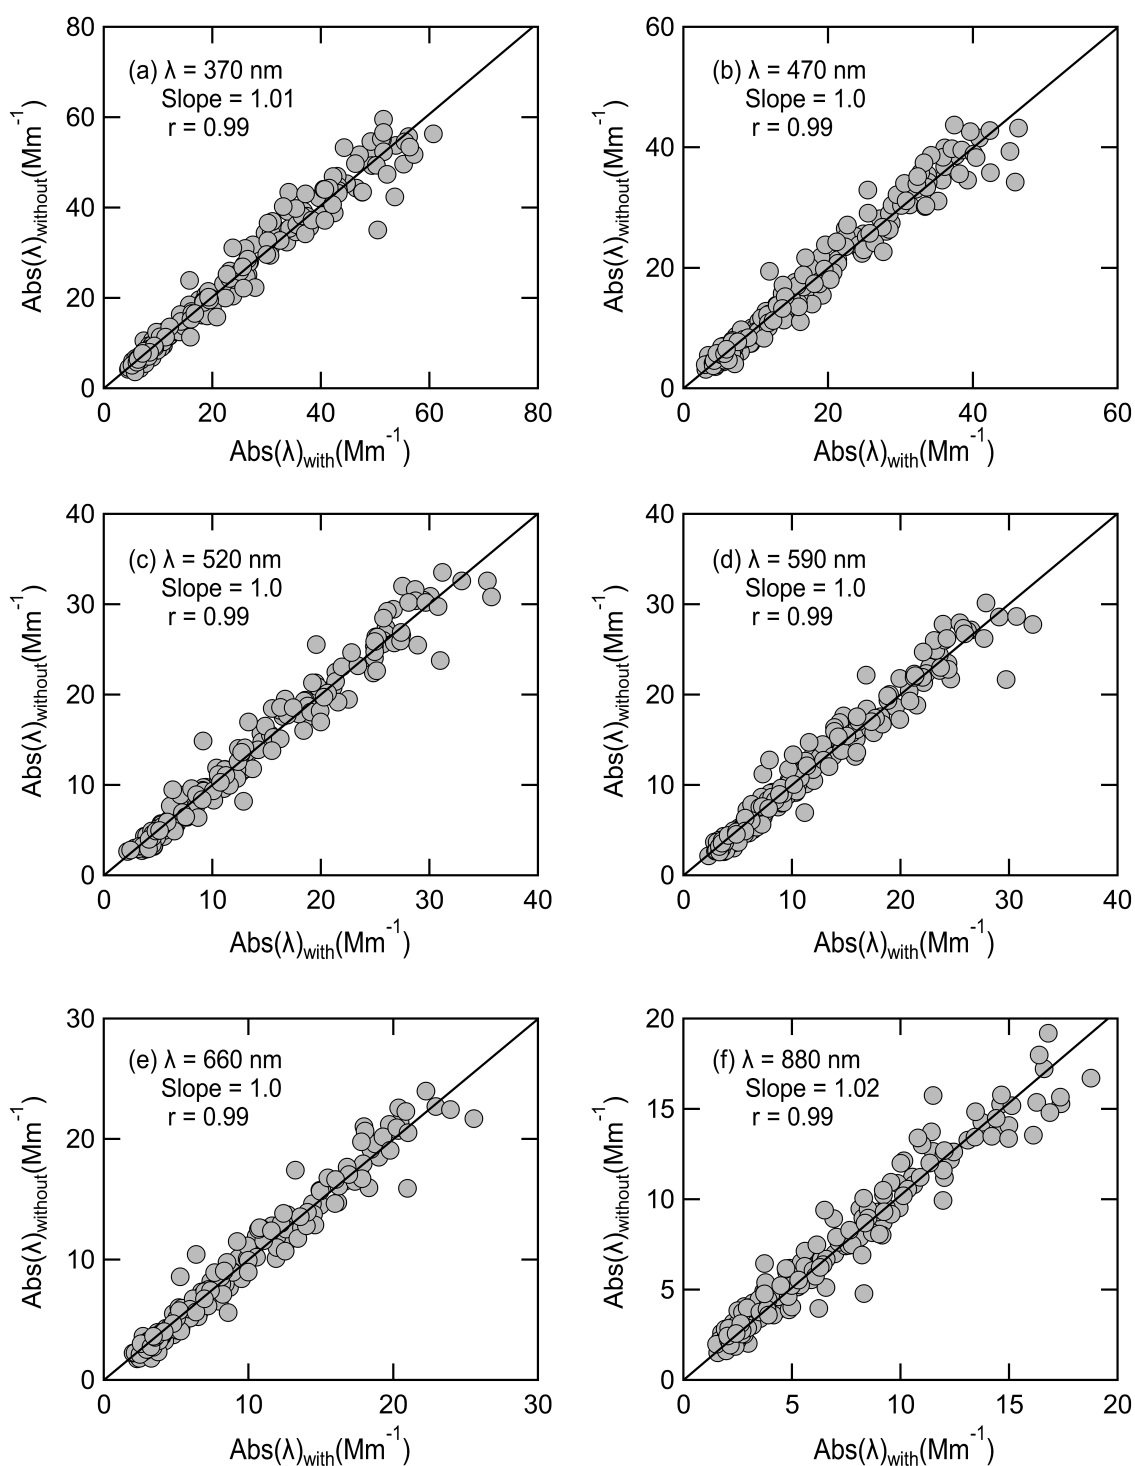 80
60
40
20
0
0 20 40 60 80
(a) λ = 370 nm
Slope = 1.01
r = 0.99
Abs(λ)without(Mm-1)
Abs(λ)with(Mm-1)
60
40
20
0
0 20 40 60
(b) λ = 470 nm
Slope = 1.0
r = 0.99
Abs(λ)without(Mm-1)
Abs(λ)with(Mm-1)
40
30
20
10
0
0 10 20 30 40
(c) λ = 520 nm
Slope = 1.0
r = 0.99
Abs(λ)without(Mm-1)
Abs(λ)with(Mm-1)
40
30
20
10
0
0 10 20 30 40
(d) λ = 590 nm
Slope = 1.0
r = 0.99
Abs(λ)without(Mm-1)
Abs(λ)with(Mm-1)
30
20
10
0
0 10 20 30
(e) λ = 660 nm
Slope = 1.0
r = 0.99
Abs(λ)without(Mm-1)
Abs(λ)with(Mm-1)
20
15
10
5
0
0 5 10 15 20
(f) λ = 880 nm
Slope = 1.02
r = 0.99
Abs(λ)without(Mm-1)
Abs(λ)with(Mm-1)